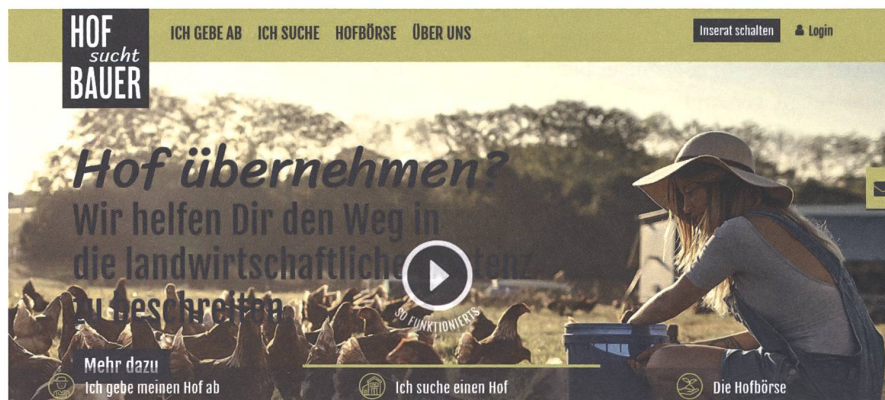 HOF
sucht
BAUER
ICH GEBE AB ICH SUCHE HOFBÖRSE ÜBER UNS
Inserat schalten Login
Hof übernehmen?
Wir helfen Dir den Weg in
die landwirtschaftliche
zu beschreiten
SO FUNKTIONIERTS
Mehr dazu
Ich gebe meinen Hof ab Ich suche einen Hof Die Hofbörse